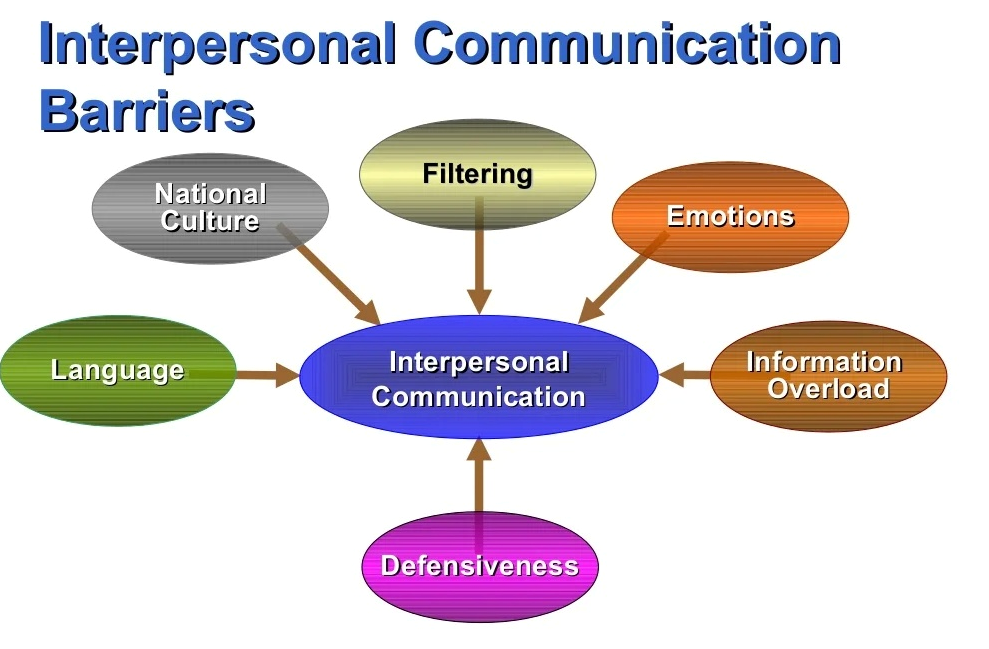 Interpersonal Communication
Barriers
National
Culture
Filtering
Emotions
Language
Interpersonal
Communication
Information
Overload
Defensiveness